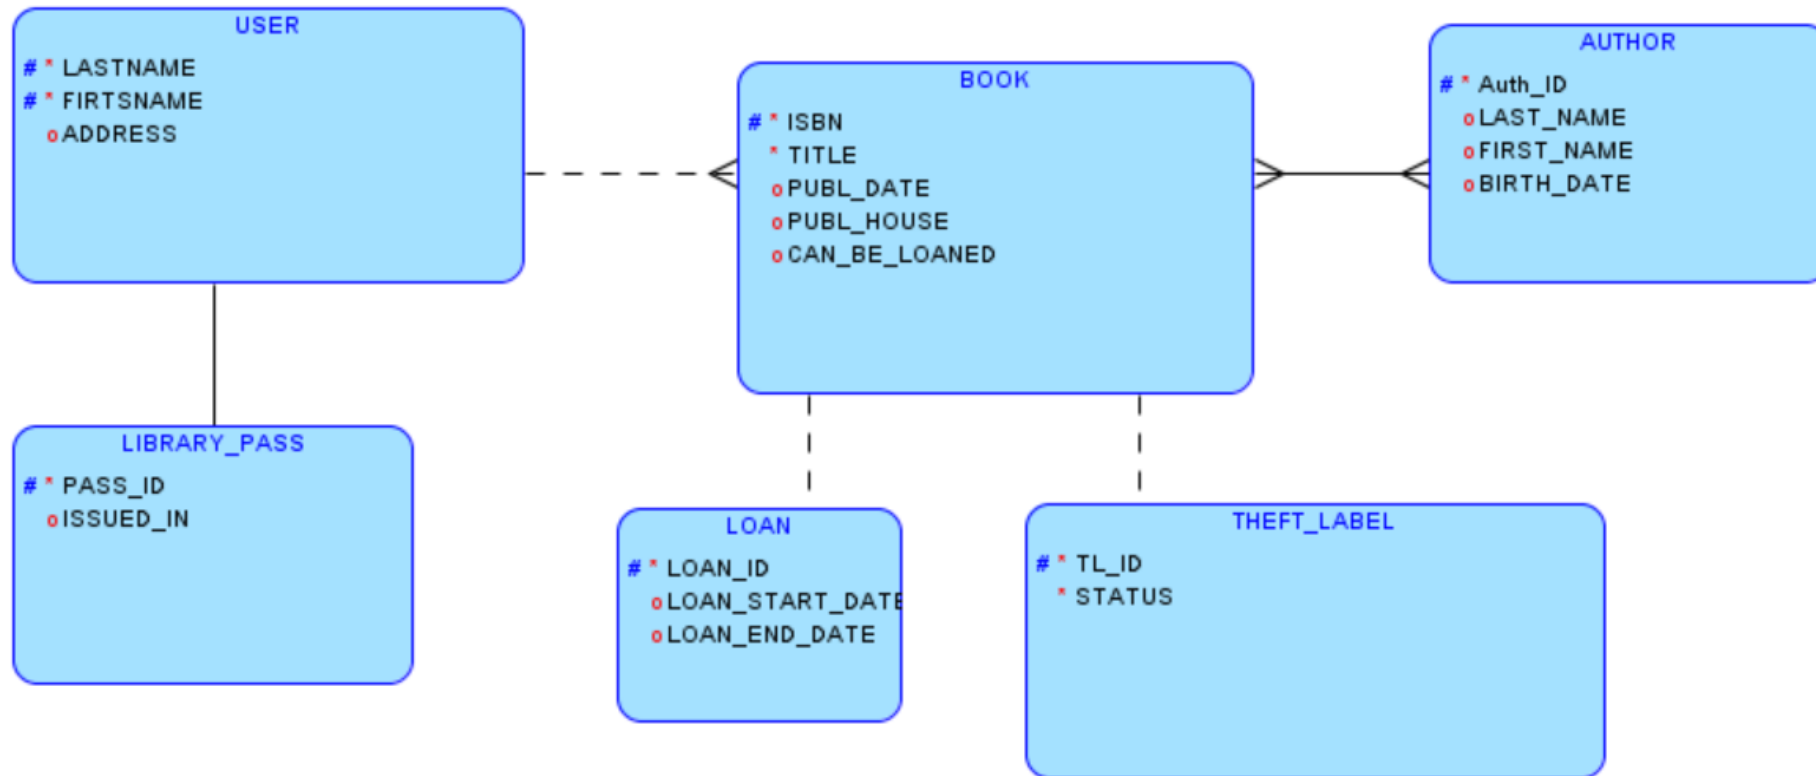 USER
# * LASTNAME
# * FIRTSNAME
o ADDRESS
BOOK
# * ISBN
* TITLE
o PUBL_DATE
o PUBL_HOUSE
o CAN_BE_LOANED
AUTHOR
# * Auth_ID
o LAST_NAME
o FIRST_NAME
o BIRTH_DATE
LIBRARY_PASS
# * PASS_ID
o ISSUED_IN
LOAN
# * LOAN_ID
o LOAN_START_DATE
o LOAN_END_DATE
THEFT_LABEL
# * TL_ID
* STATUS